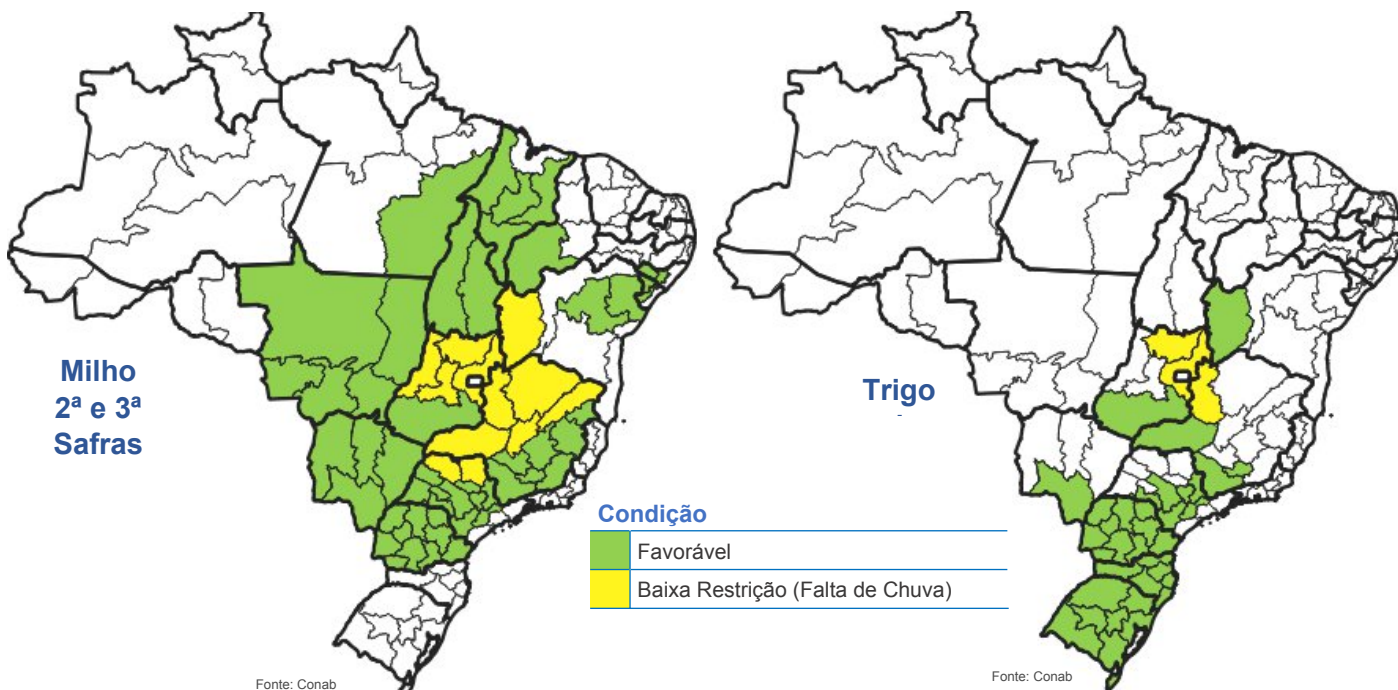 Milho
2ª e 3ª
Safras
Trigo
Condição
Favorável
Baixa Restrição (Falta de Chuva)
Fonte: Conab
Fonte: Conab